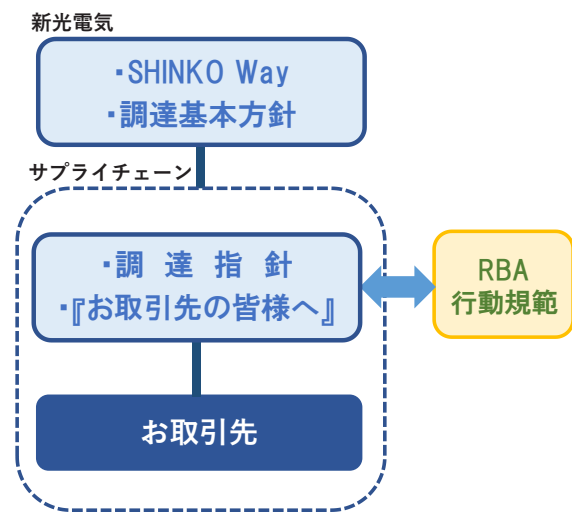 新光電気
・SHINKO Way
・調達基本方針
サプライチェーン
・調 達 指 針
・『お取引先の皆様へ』
RBA
行動規範
お取引先